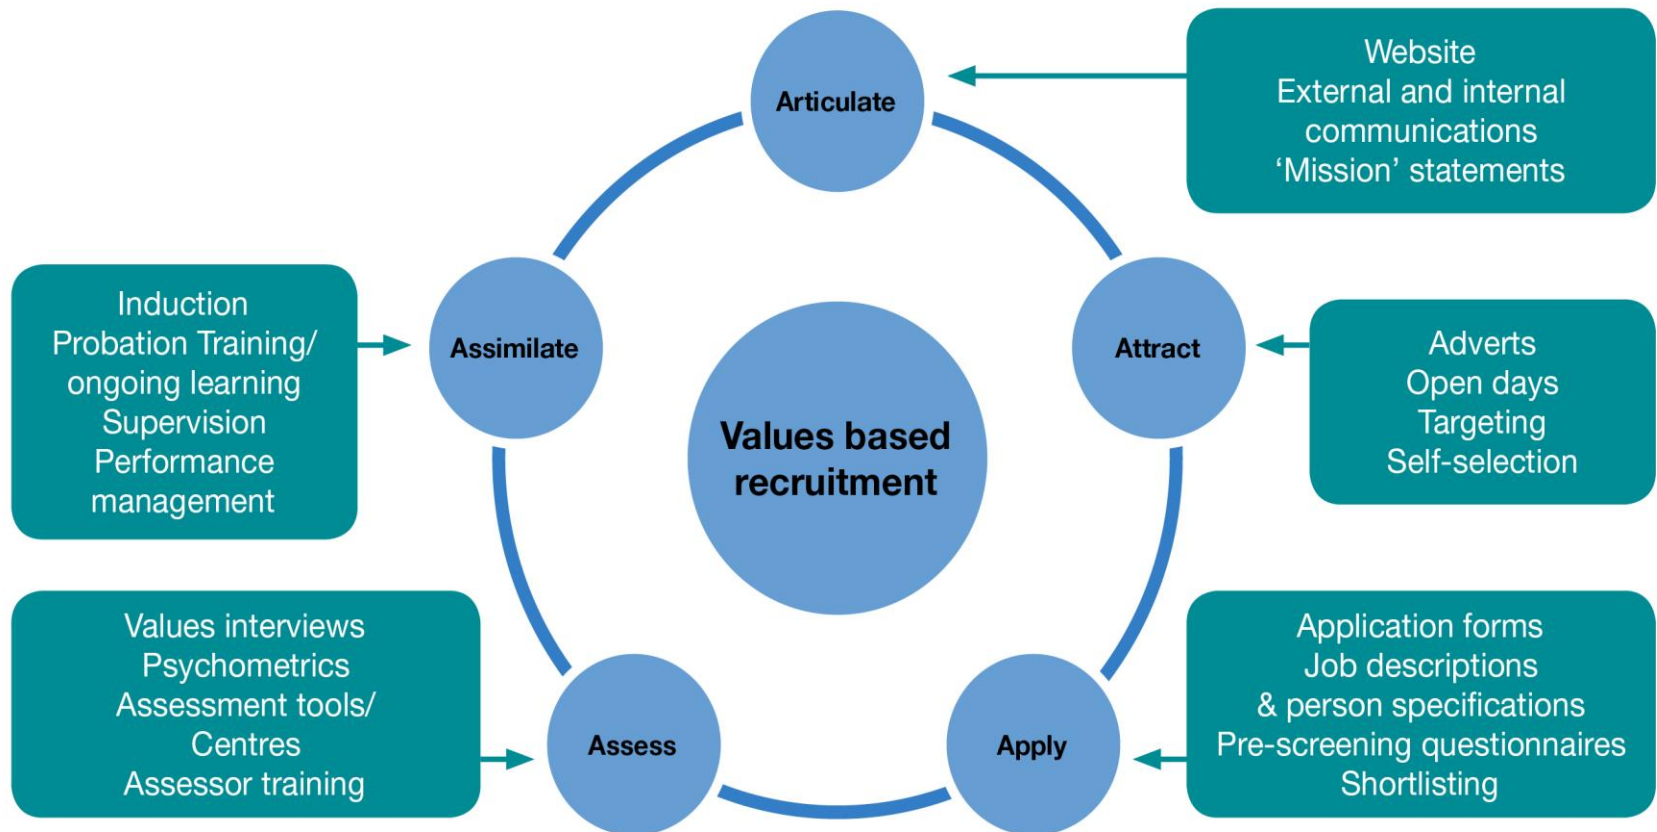 Articulate
Website
External and internal
communications
‘Mission’ statements
Attract
Adverts
Open days
Targeting
Self-selection
Apply
Application forms
Job descriptions
& person specifications
Pre-screening questionnaires
Shortlisting
Assess
Values interviews
Psychometrics
Assessment tools/
Centres
Assessor training
Assimilate
Induction
Probation Training/
ongoing learning
Supervision
Performance
management
Values based
recruitment